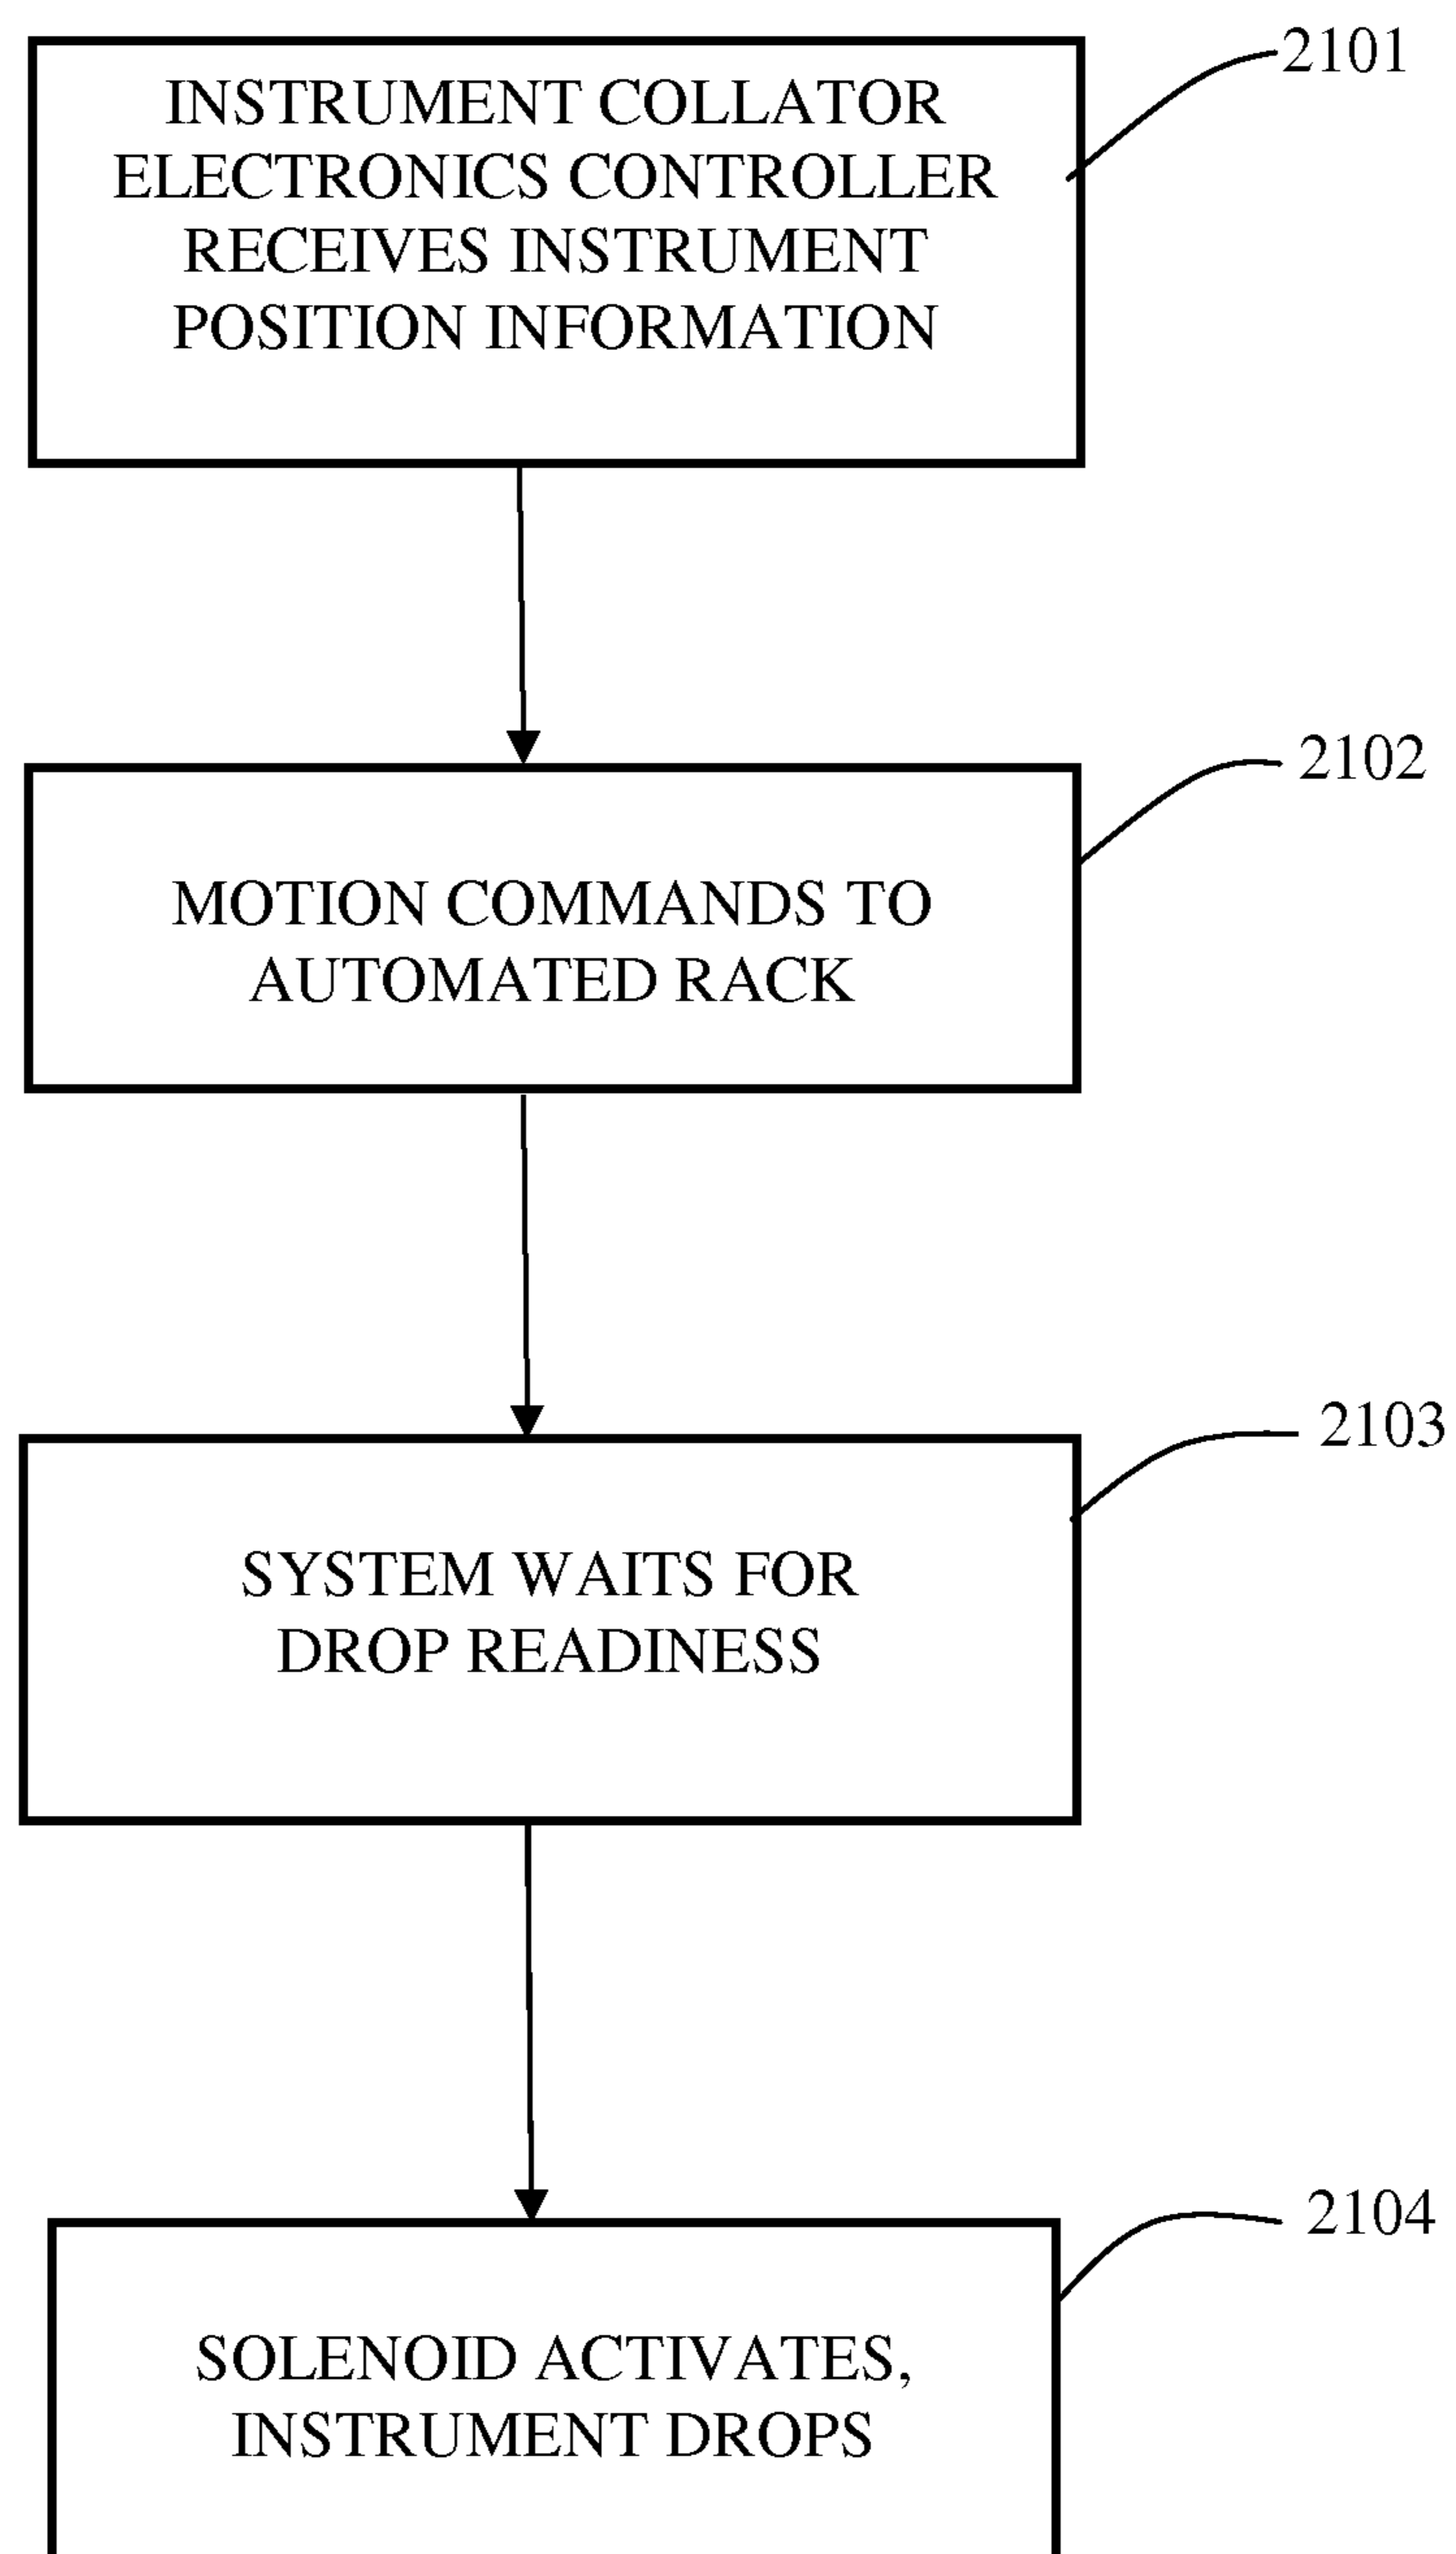 2101
INSTRUMENT COLLATOR
ELECTRONICS CONTROLLER
RECEIVES INSTRUMENT
POSITION INFORMATION
2102
MOTION COMMANDS TO
AUTOMATED RACK
2103
SYSTEM WAITS FOR
DROP READINESS
2104
SOLENOID ACTIVATES,
INSTRUMENT DROPS